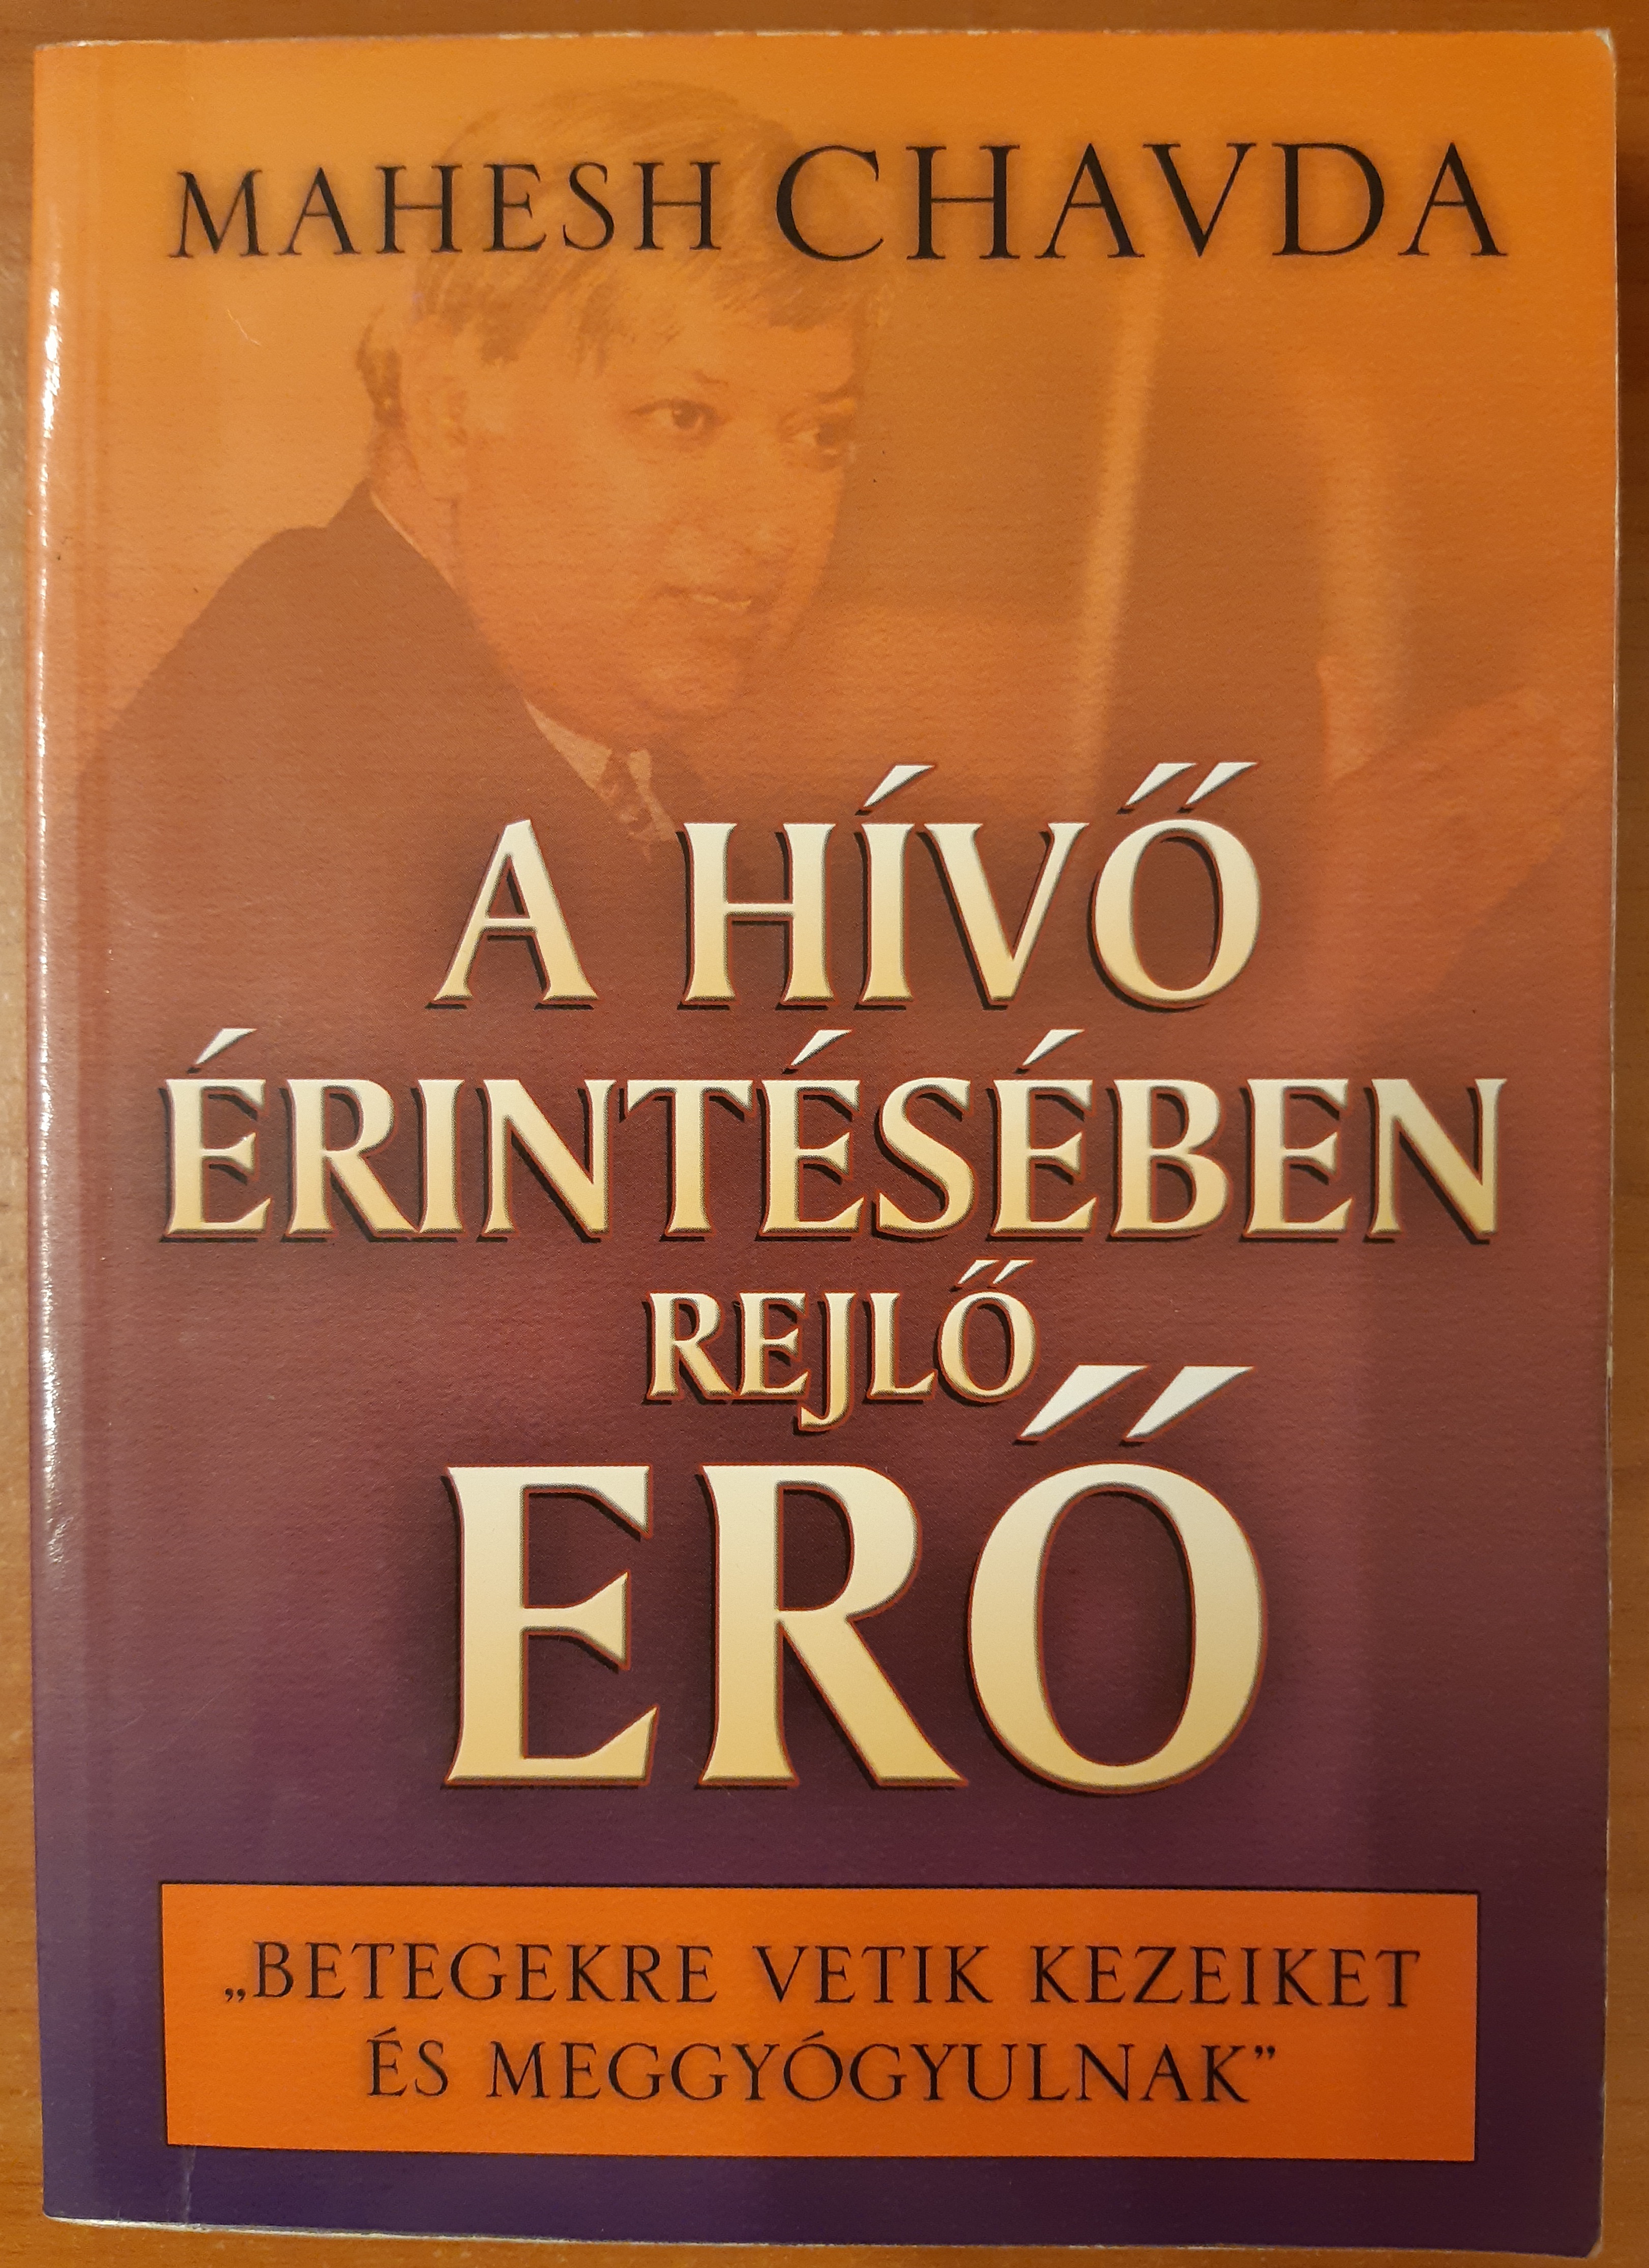 MAHESH CHAVDA
A HÍVŐ
ÉRINTÉSÉBEN
REJLŐ
ERŐ
„BETEGEKRE VETIK KEZEIKET
ÉS MEGGYÓGYULNAK”